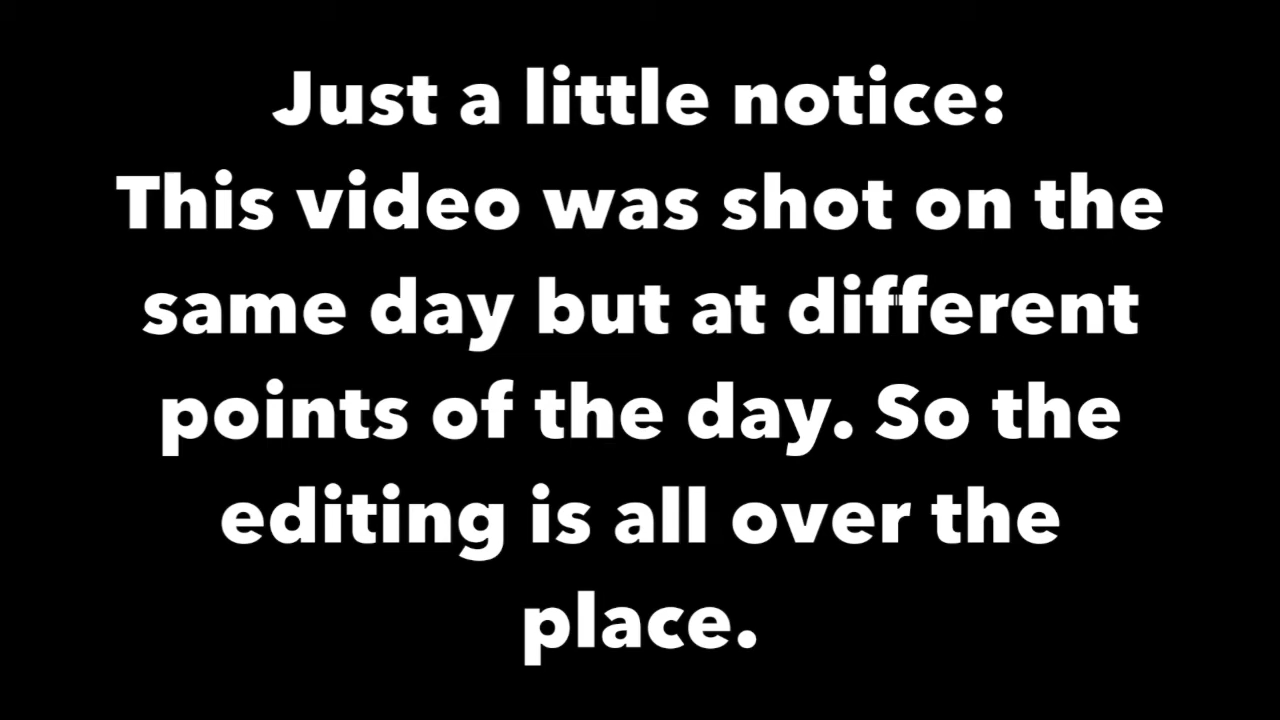 Just a little notice:
This video was shot on the
same day but at different
points of the day. So the
editing is all over the
place.